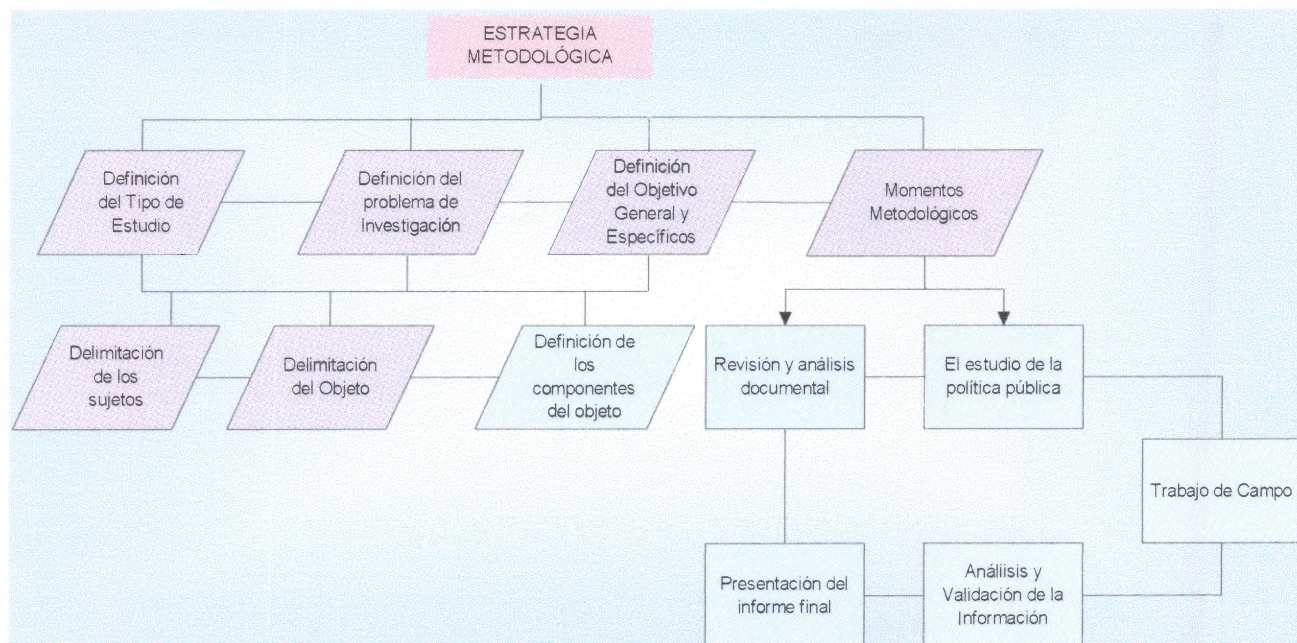 ESTRATEGIA
METODOLÓGICA
Definición
del Tipo de
Estudio
Definición del
problema de
Investigación
Definición
del Objetivo
General y
Específicos
Momentos
Metodológicos
Delimitación
de los
sujetos
Delimitación
del Objeto
Definición de
los
componentes
del objeto
Revisión y análisis
documental
El estudio de la
política pública
Trabajo de Campo
Presentación del
informe final
Análiisis y
Validación de la
Información